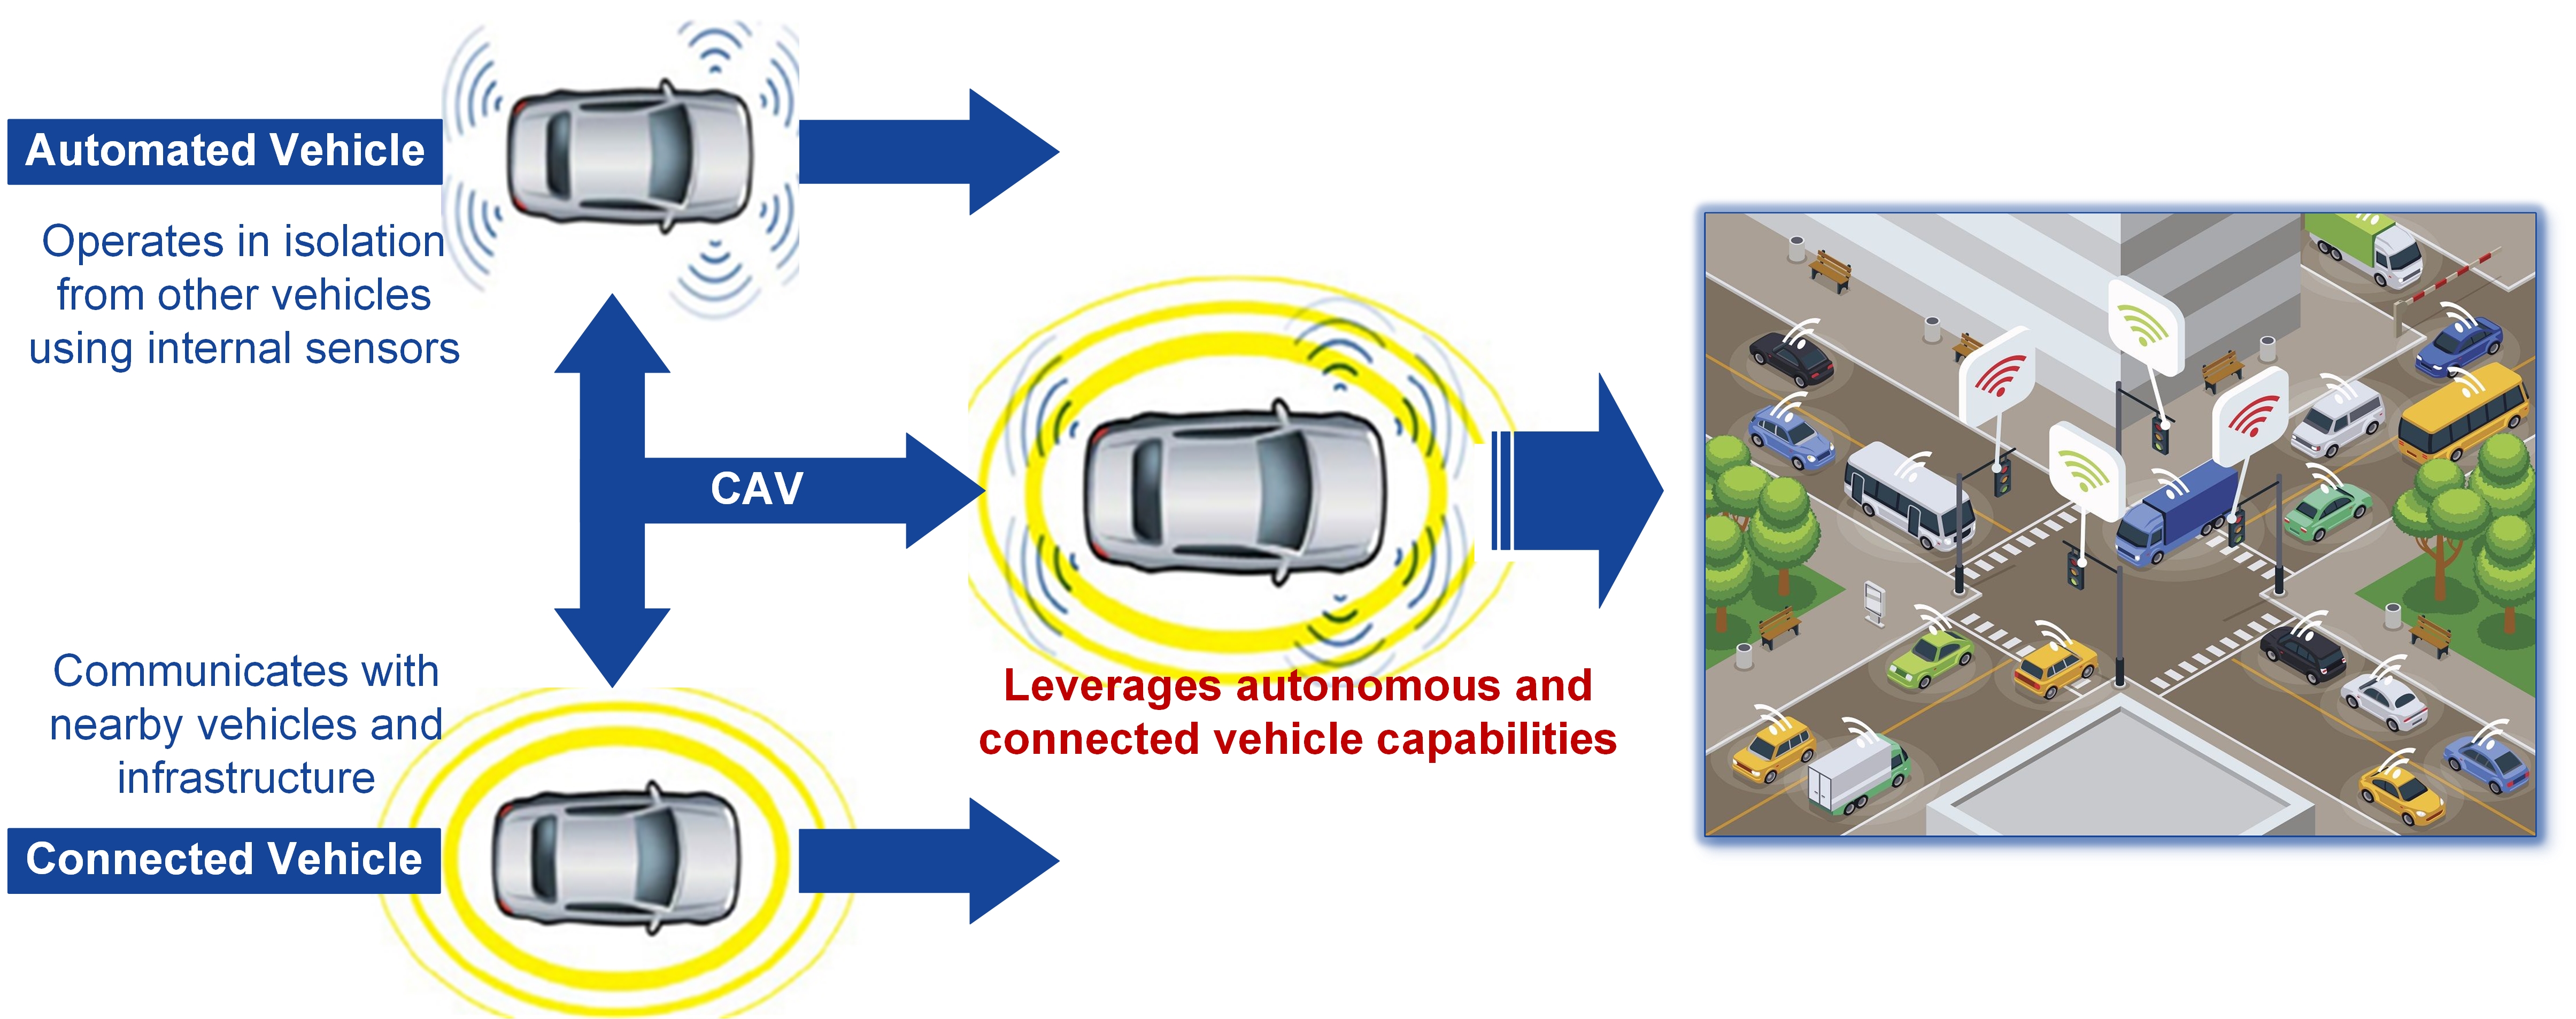 Automated Vehicle
Operates in isolation
from other vehicles
using internal sensors
CAV
Leverages autonomous and
connected vehicle capabilities
Communicates with
nearby vehicles and
infrastructure
Connected Vehicle